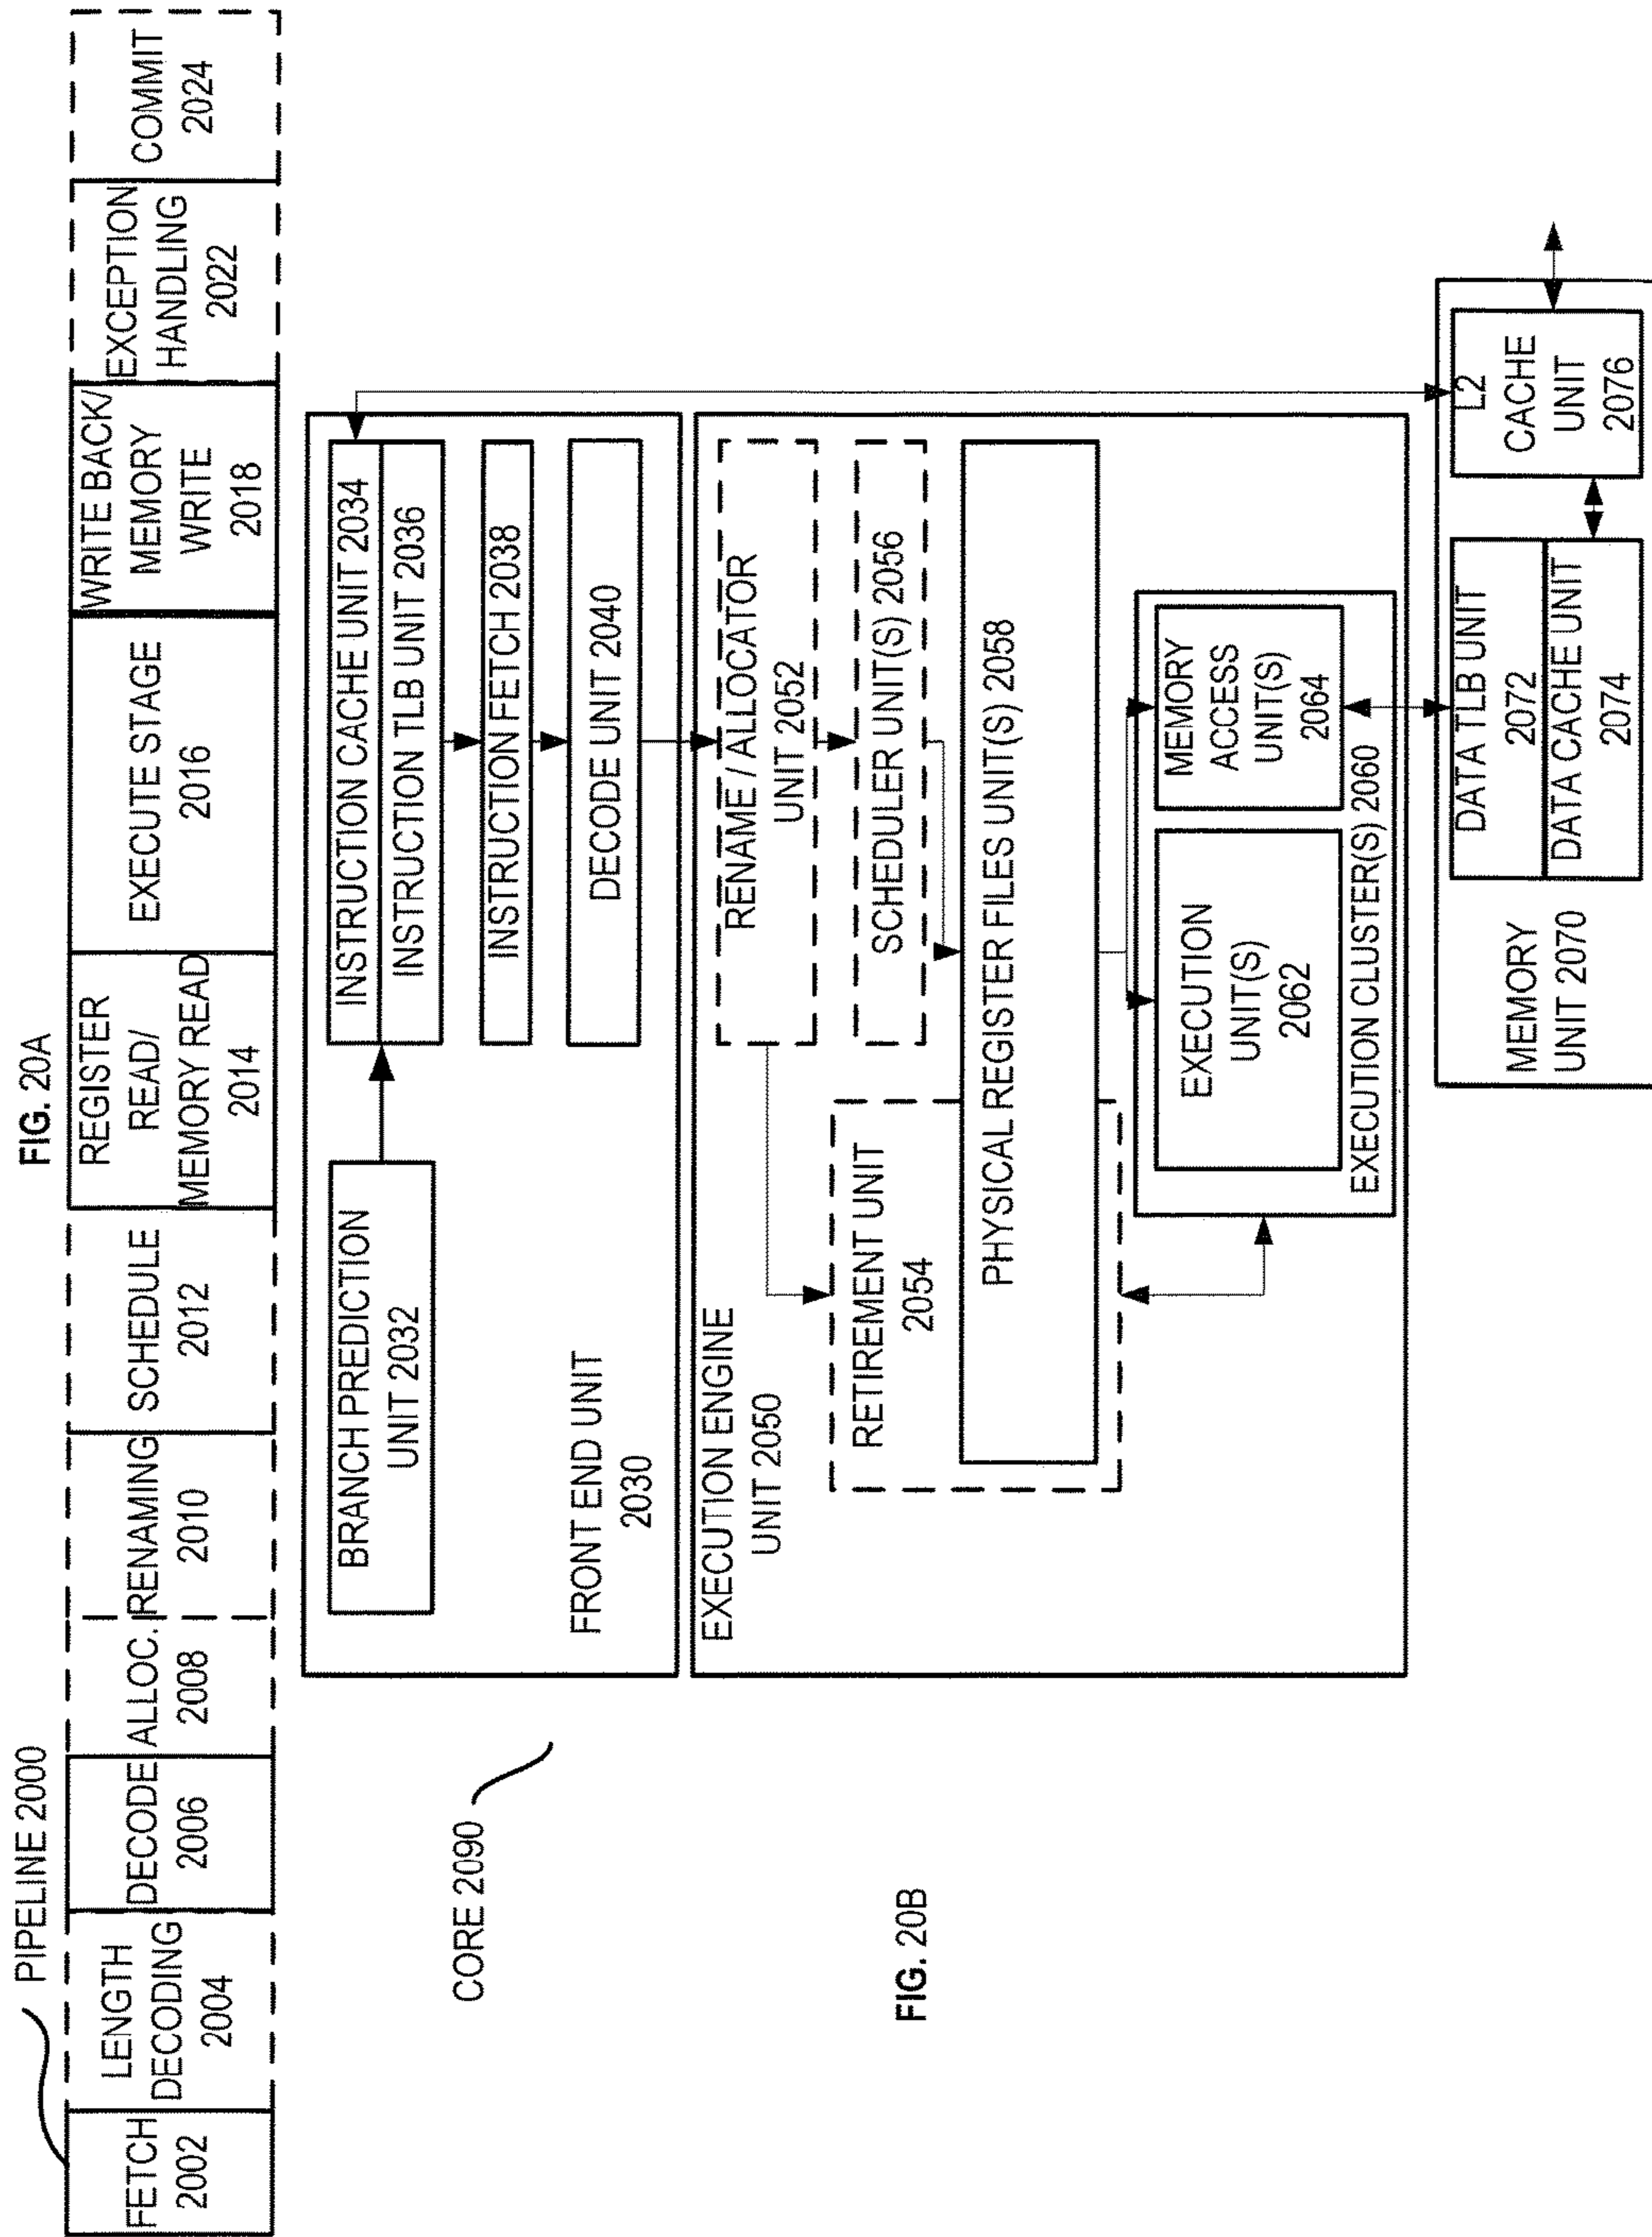 FIG. 20A
PIPELINE 2000
FETCH
2002
LENGTH
DECODING
2004
DECODE
2006
ALLOC.
2008
RENAMING
2010
SCHEDULE
2012
REGISTER
READ/
MEMORY READ
2014
EXECUTE STAGE
2016
WRITE BACK/
MEMORY
WRITE
2018
EXCEPTION
HANDLING
2022
COMMIT
2024
CORE 2090
FIG. 20B
FRONT END UNIT
2030
BRANCH PREDICTION
UNIT 2032
INSTRUCTION CACHE UNIT 2034
INSTRUCTION TLB UNIT 2036
INSTRUCTION FETCH 2038
DECODE UNIT 2040
EXECUTION ENGINE
UNIT 2050
RENAME / ALLOCATOR
UNIT 2052
RETIREMENT UNIT
2054
SCHEDULER UNIT(S) 2056
PHYSICAL REGISTER FILES UNIT(S) 2058
EXECUTION
UNIT(S)
2062
MEMORY
ACCESS
UNIT(S)
2064
EXECUTION CLUSTER(S) 2060
MEMORY
UNIT 2070
DATA TLB UNIT
2072
DATA CACHE UNIT
2074
L2
CACHE
UNIT
2076